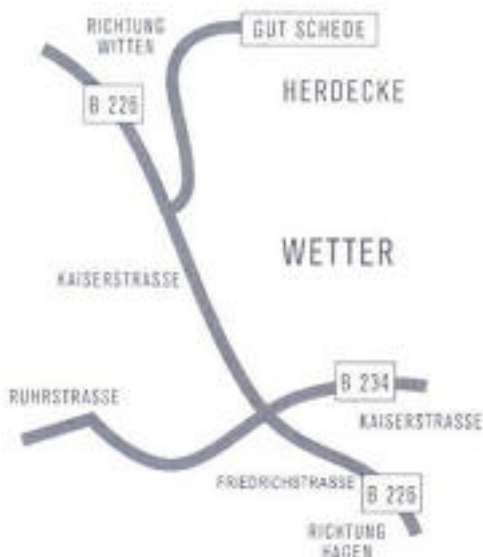 RICHTUNG
WITTEN
GUT SCHEDE
B 226
HERDECKE
WETTER
KAISERSTRASSE
B 234
RUHRSTRASSE
KAISERSTRASSE
FRIEDRICHSTRASSE
B 226
RICHTUNG
HAGEN